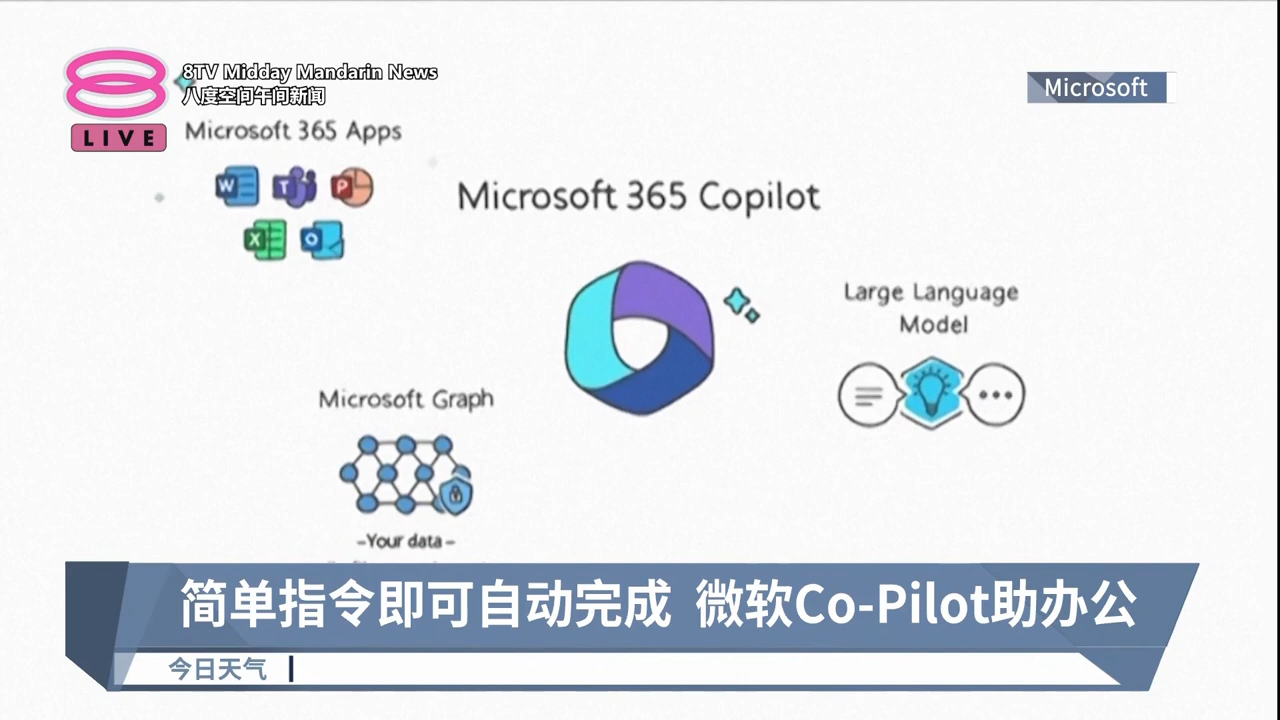 8TV Midday Mandarin News
八度空间午间新闻
LIVE
Microsoft
Microsoft 365 Apps
W
T
P
X
O
Microsoft 365 Copilot
Large Language
Model
Microsoft Graph
-Your data-
简单指令即可自动完成 微软Co-Pilot助办公
今日天气